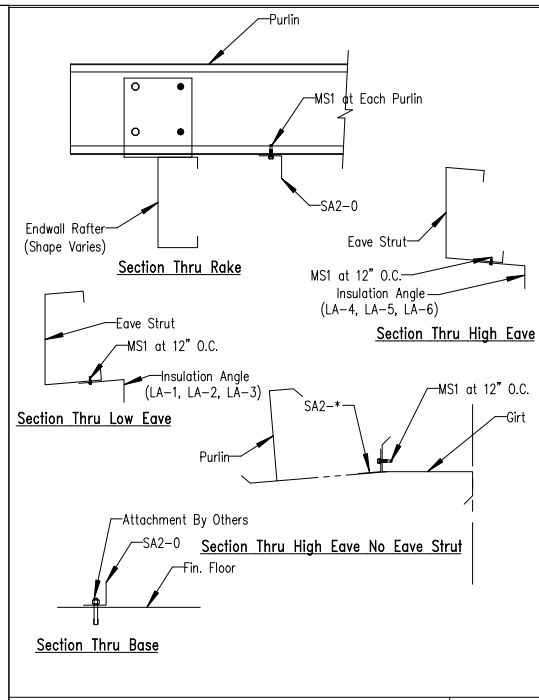 Purlin
MS1 at Each Purlin
SA2-0
Endwall Rafter
(Shape Varies)
Section Thru Rake
Eave Strut
MS1 at 12" O.C.
Insulation Angle
(LA-4, LA-5, LA-6)
Section Thru High Eave
Eave Strut
MS1 at 12" O.C.
Insulation Angle
(LA-1, LA-2, LA-3)
Section Thru Low Eave
SA2-*
MS1 at 12" O.C.
Girt
Purlin
Section Thru High Eave No Eave Strut
Attachment By Others
SA2-0
Fin. Floor
Section Thru Base